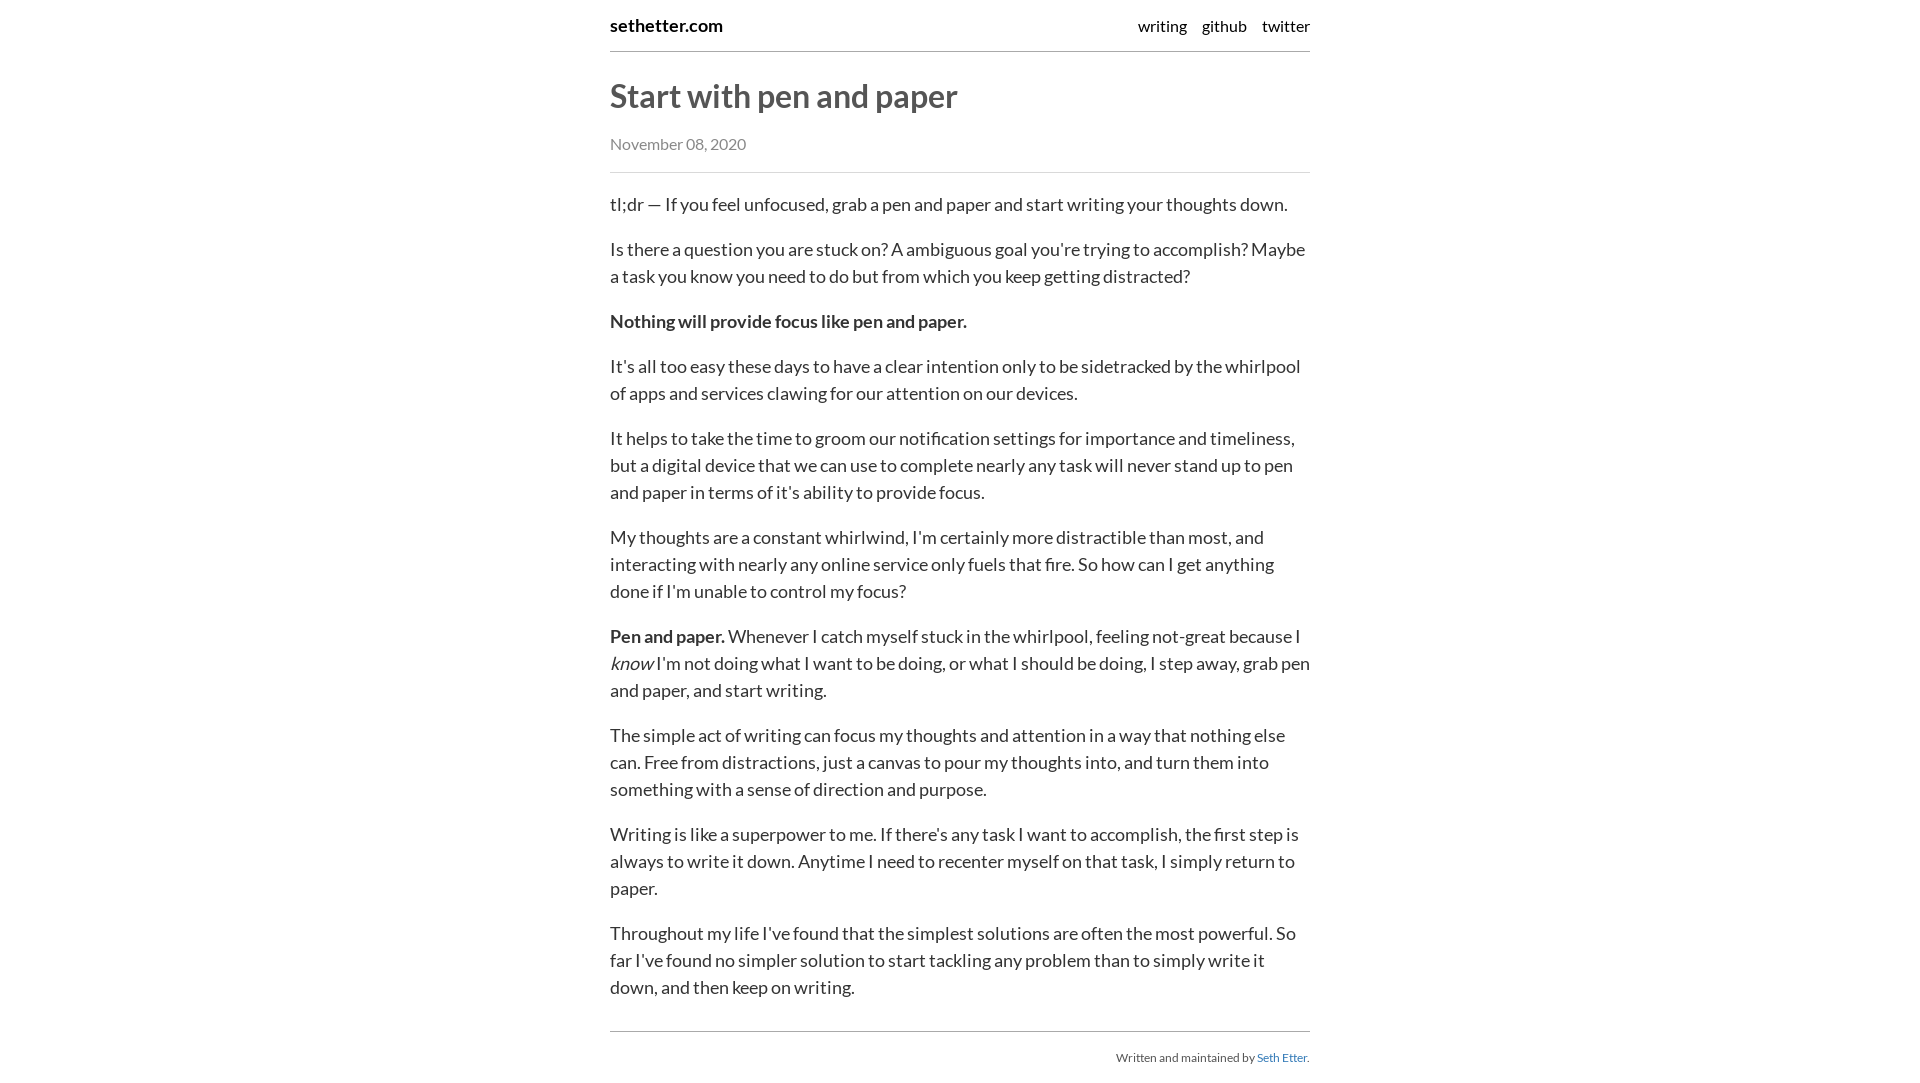 sethetter.com
writing github twitter
Start with pen and paper
November 08, 2020
tl;dr — If you feel unfocused, grab a pen and paper and start writing your thoughts down.
Is there a question you are stuck on? A ambiguous goal you're trying to accomplish? Maybe
a task you know you need to do but from which you keep getting distracted?
Nothing will provide focus like pen and paper.
It's all too easy these days to have a clear intention only to be sidetracked by the whirlpool
of apps and services clawing for our attention on our devices.
It helps to take the time to groom our notification settings for importance and timeliness,
but a digital device that we can use to complete nearly any task will never stand up to pen
and paper in terms of it's ability to provide focus.
My thoughts are a constant whirlwind, I'm certainly more distractible than most, and
interacting with nearly any online service only fuels that fire. So how can I get anything
done if I'm unable to control my focus?
Pen and paper. Whenever I catch myself stuck in the whirlpool, feeling not-great because I
know I'm not doing what I want to be doing, or what I should be doing, I step away, grab pen
and paper, and start writing.
The simple act of writing can focus my thoughts and attention in a way that nothing else
can. Free from distractions, just a canvas to pour my thoughts into, and turn them into
something with a sense of direction and purpose.
Writing is like a superpower to me. If there's any task I want to accomplish, the first step is
always to write it down. Anytime I need to recenter myself on that task, I simply return to
paper.
Throughout my life I've found that the simplest solutions are often the most powerful. So
far I've found no simpler solution to start tackling any problem than to simply write it
down, and then keep on writing.
Written and maintained by Seth Etter.